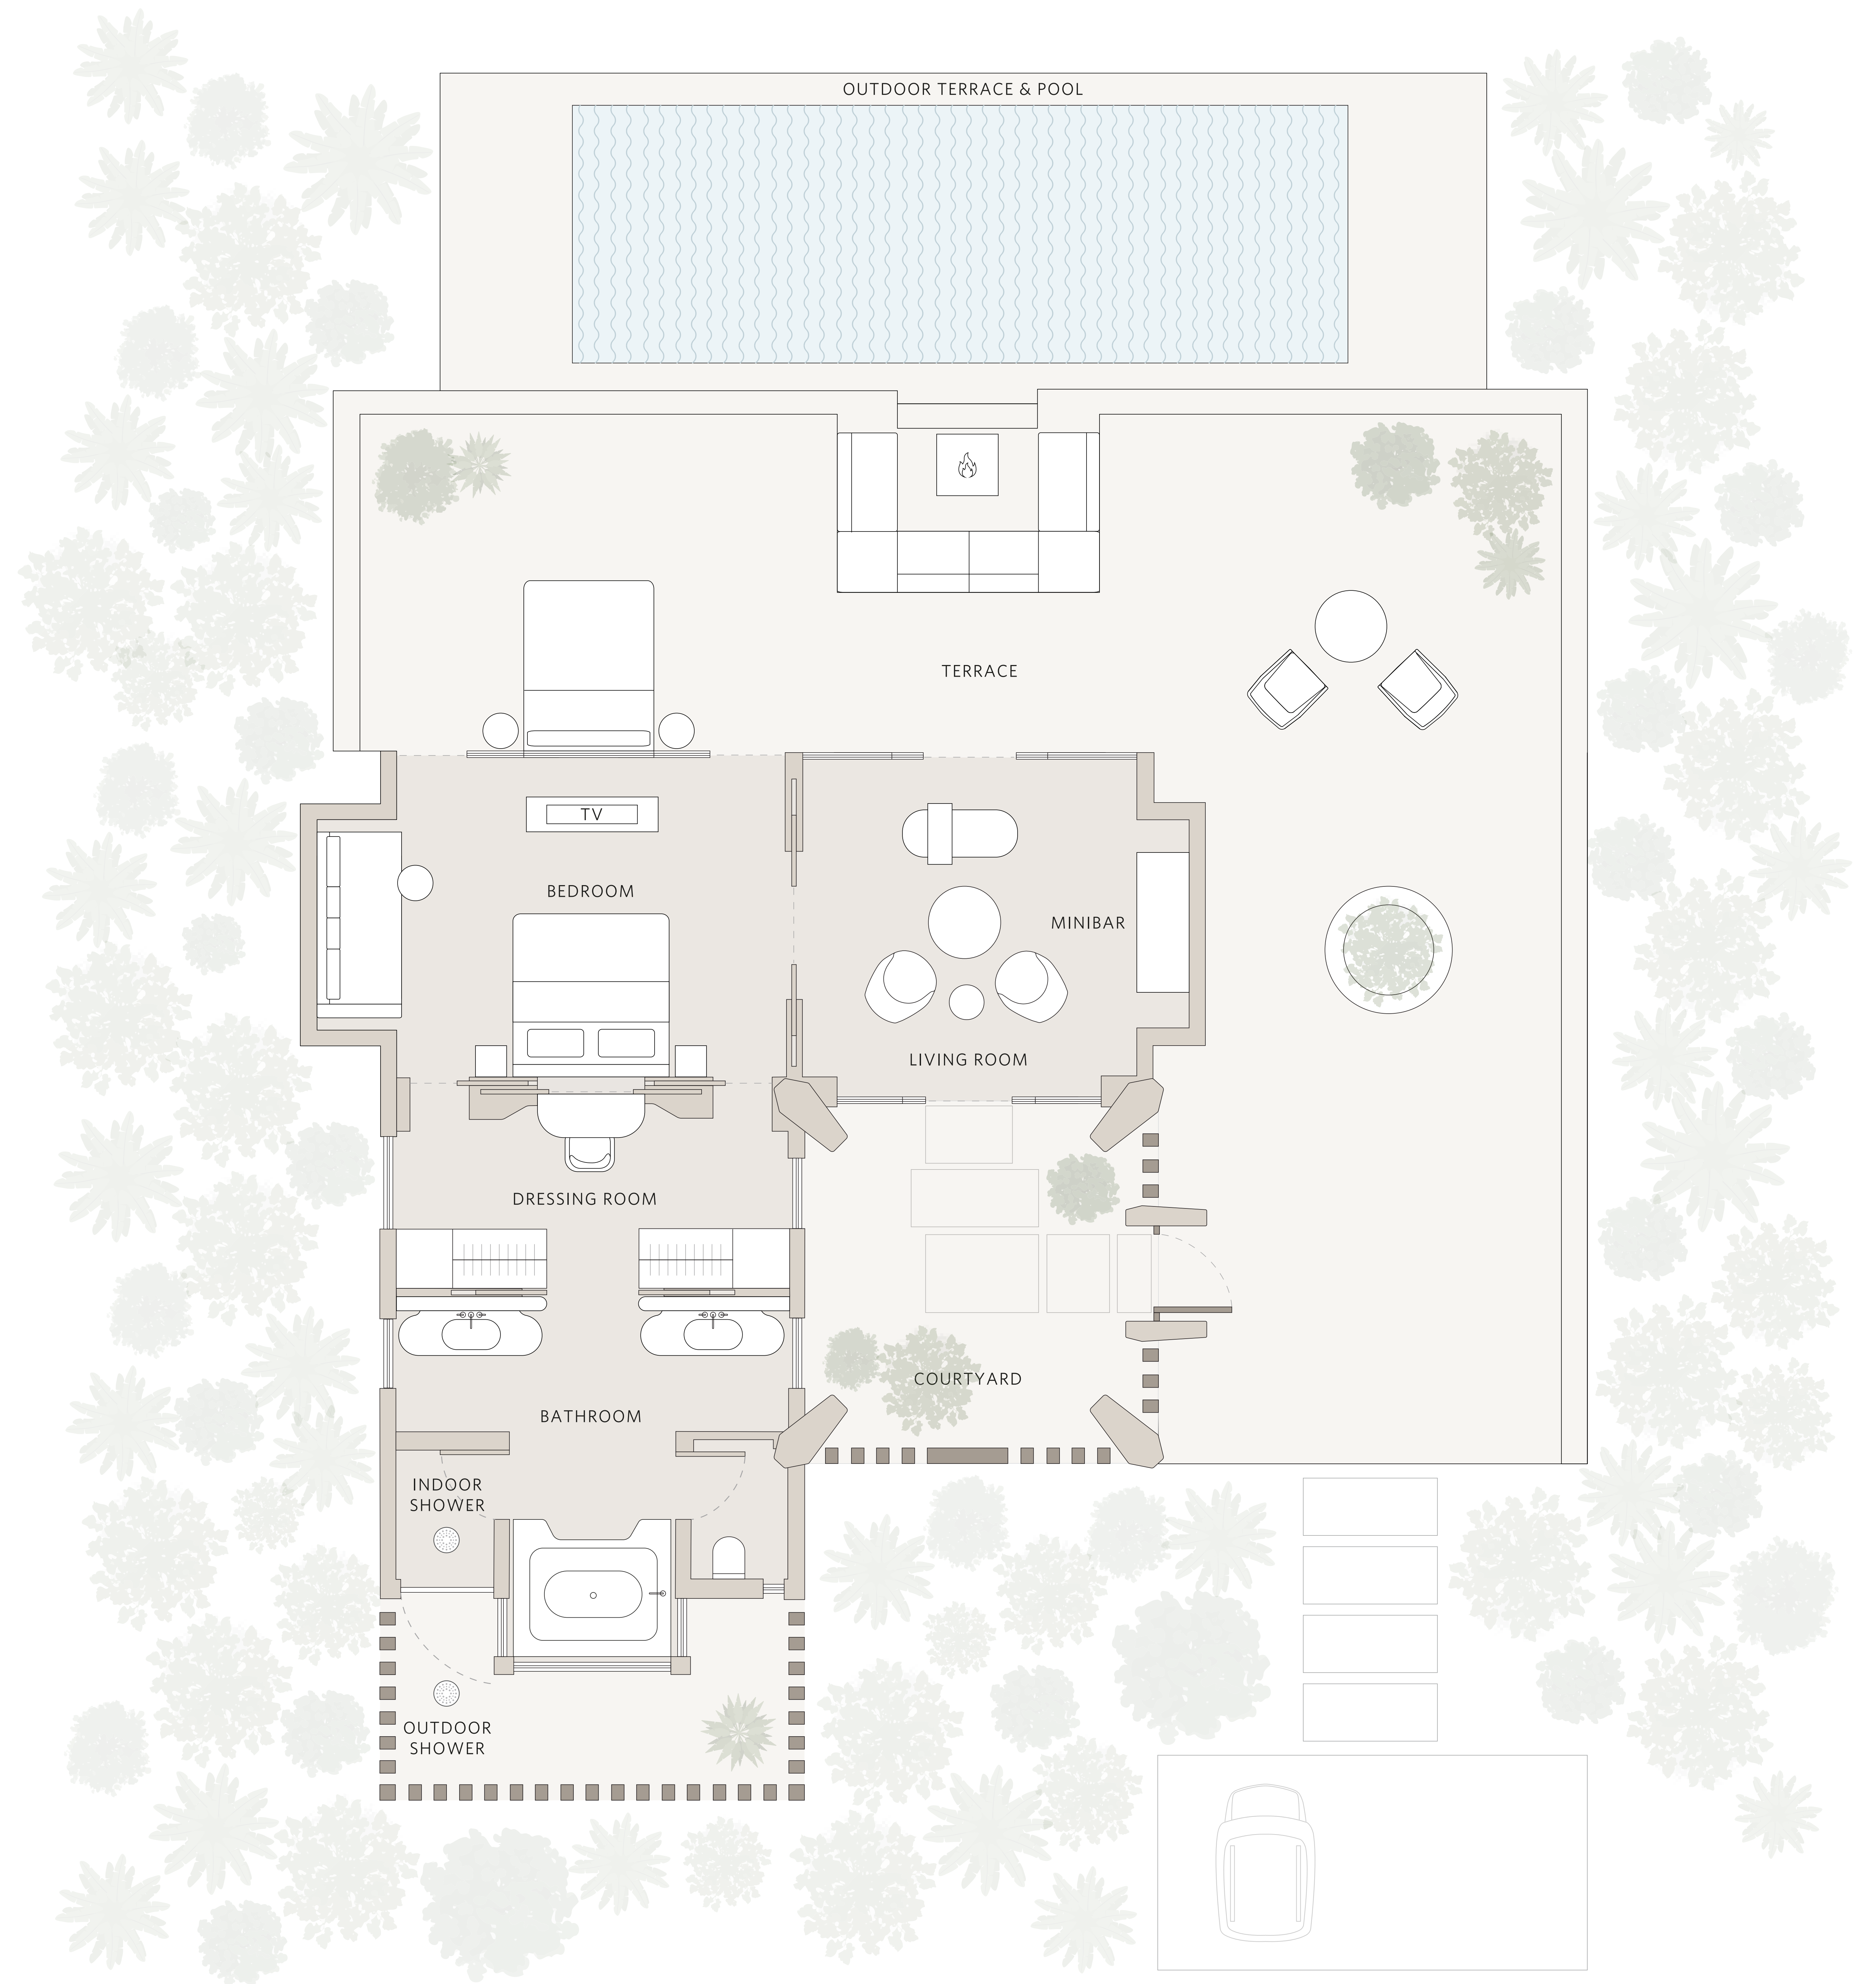 OUTDOOR TERRACE & POOL
TERRACE
TV
BEDROOM
MINIBAR
LIVING ROOM
DRESSING ROOM
COURTYARD
BATHROOM
INDOOR
SHOWER
OUTDOOR
SHOWER